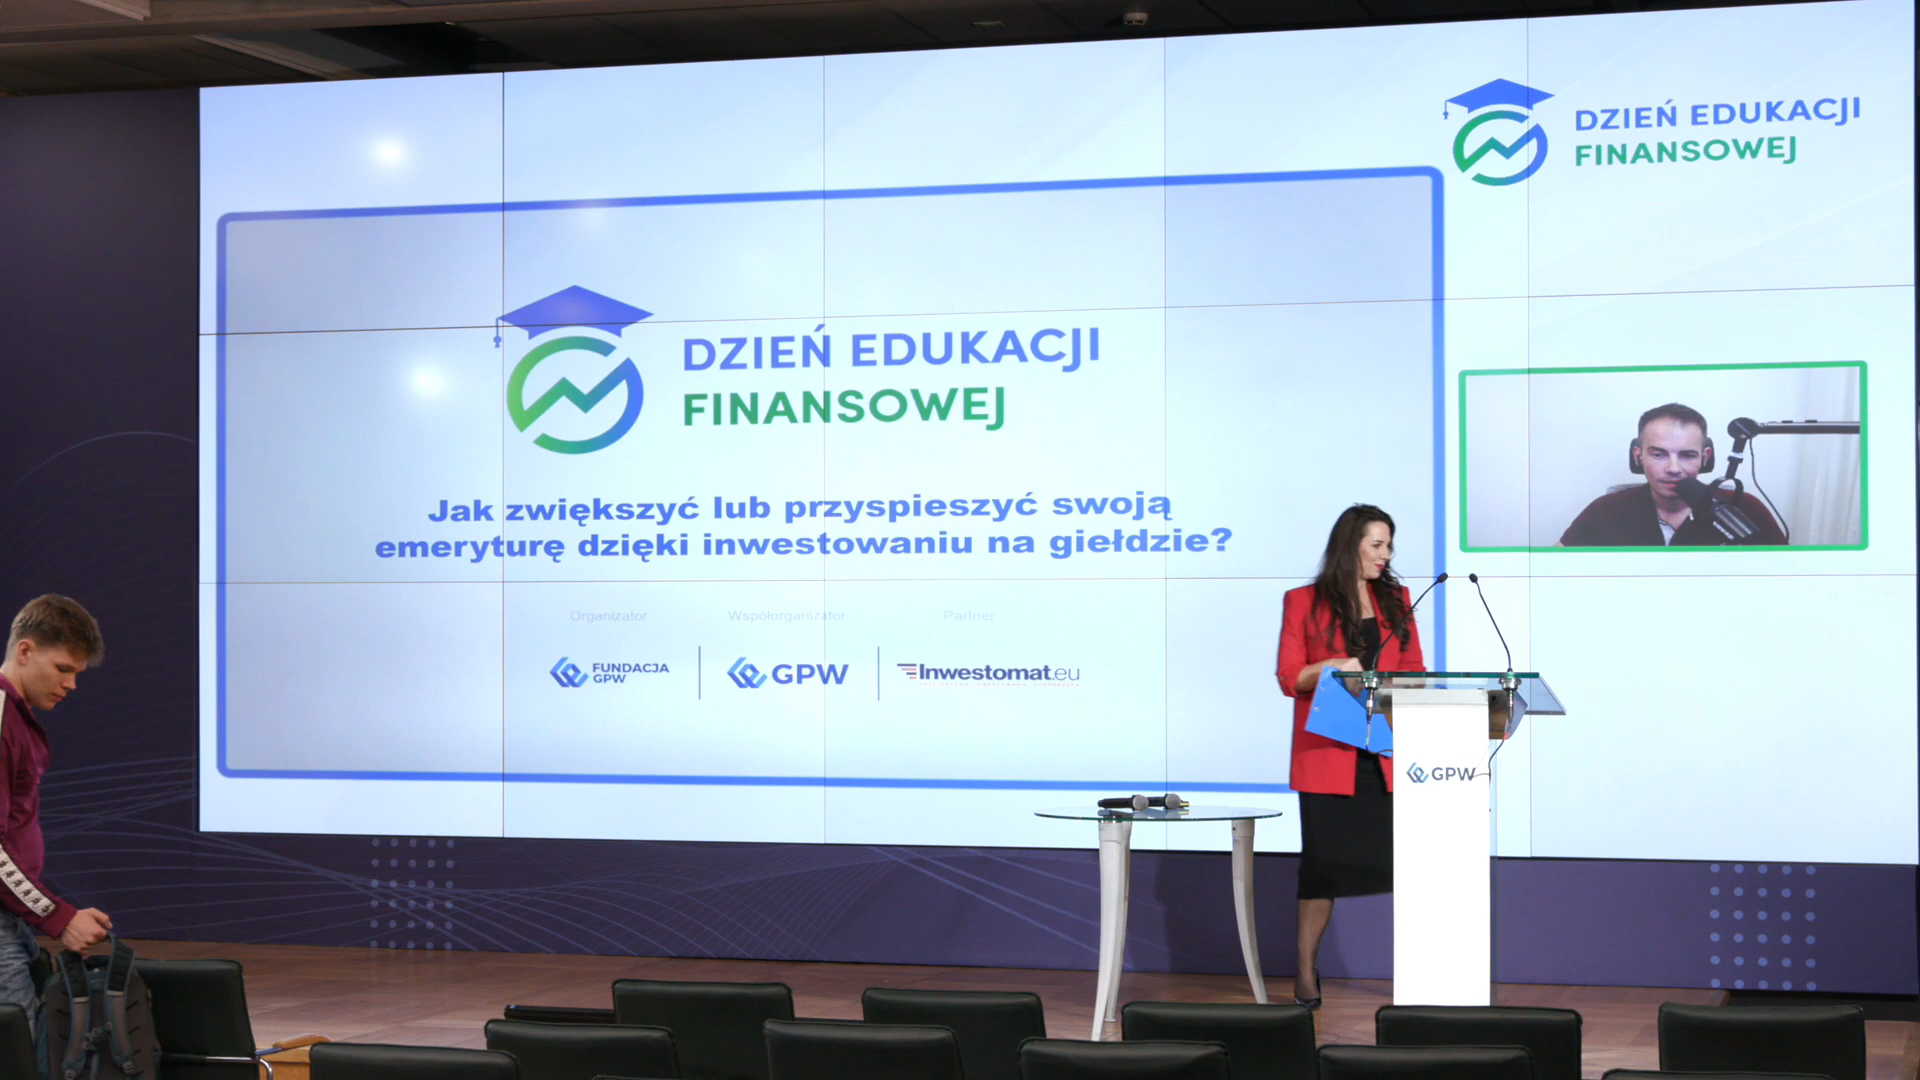 DZIEŃ EDUKACJI
FINANSOWEJ
DZIEŃ EDUKACJI
FINANSOWEJ
Jak zwiększyć lub przyspieszyć swoją
emeryturę dzięki inwestowaniu na giełdzie?
Organizator
Współorganizator
Partner
FUNDACJA
GPW
GPW
Inwestomat.eu
GPW